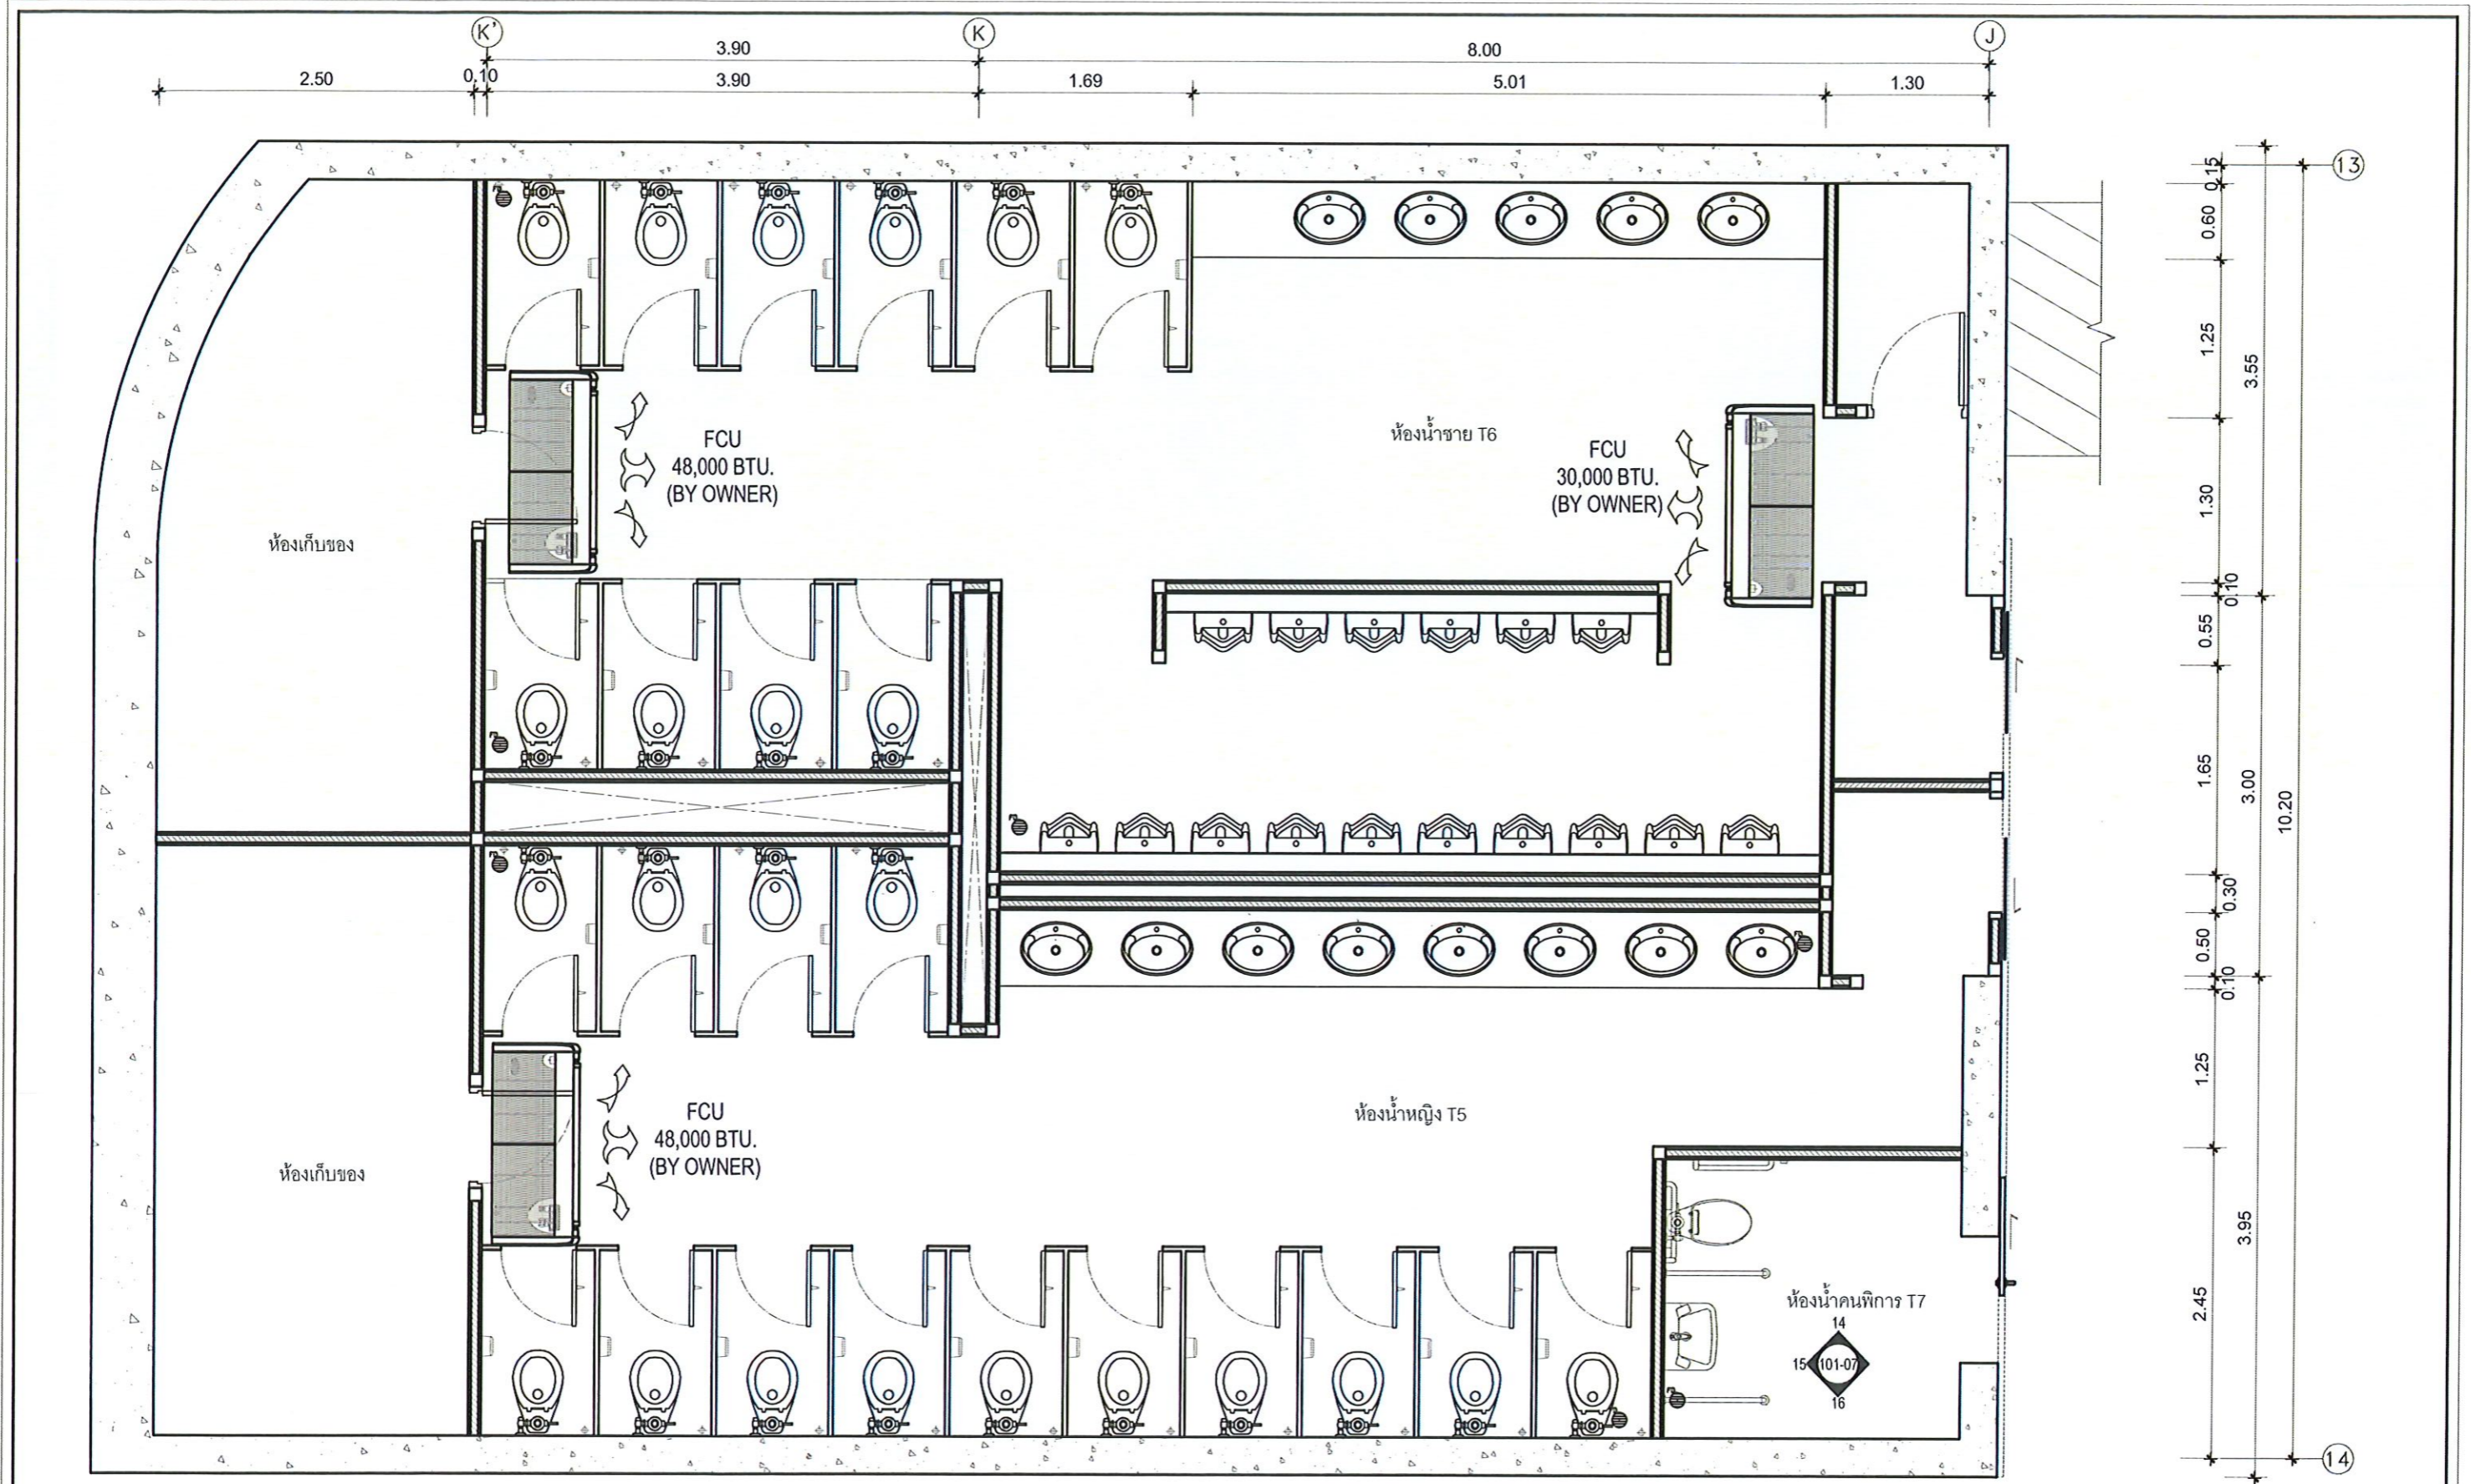 K'
K
J
3.90
8.00
2.50
0.10
3.90
1.69
5.01
1.30
13
0.15
0.60
1.25
3.55
FCU
48,000 BTU.
(BY OWNER)
ห้องน้ำชาย T6
FCU
30,000 BTU.
(BY OWNER)
1.30
ห้องเก็บของ
0.10
0.55
1.65
3.00
10.20
0.30
0.50
0.10
1.25
FCU
48,000 BTU.
(BY OWNER)
ห้องน้ำหญิง T5
ห้องเก็บของ
3.95
2.45
ห้องน้ำคนพิการ T7
14
15
101-07
16
14